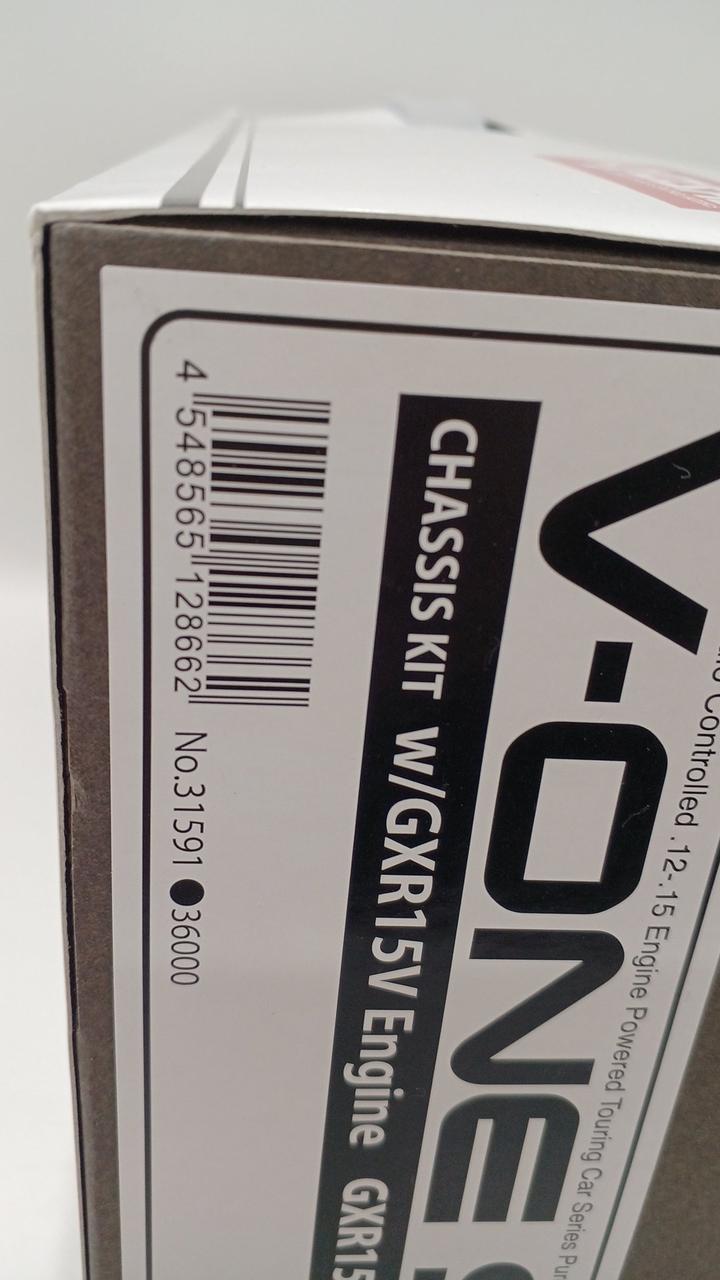 Controlled .12-.15 Engine Powered Touring Car Series
V-ONE
CHASSIS KIT w/GXR15V Engine GXR15
4 548565 128662 No.31591 ●36000